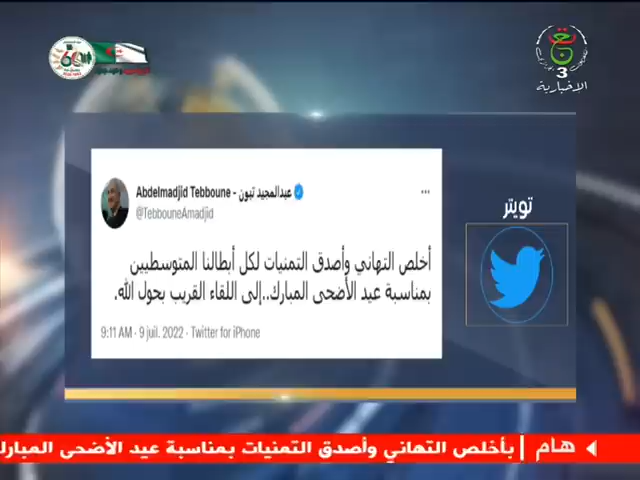 60
3
الإخبارية
Abdelmadjid Tebboune - عبدالمجيد تبون
@TebbouneAmadjid
أخلص التهاني وأصدق التمنيات لكل أبطالنا المتوسطيين
بمناسبة عيد الأضحى المبارك..إلى اللقاء القريب بحول الله.
9:11 AM · 9 juil. 2022 · Twitter for iPhone
تويتر
هام | بأخلص التهاني وأصدق التمنيات بمناسبة عيد الأضحى المبارك